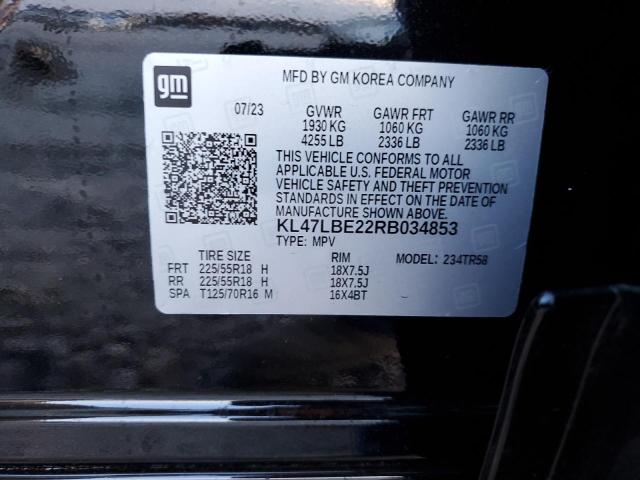 gm
MFD BY GM KOREA COMPANY
07/23 GVWR GAWR FRT GAWR RR
1930 KG 1060 KG 1060 KG
4255 LB 2336 LB 2336 LB
THIS VEHICLE CONFORMS TO ALL
APPLICABLE U.S. FEDERAL MOTOR
VEHICLE SAFETY AND THEFT PREVENTION
STANDARDS IN EFFECT ON THE DATE OF
MANUFACTURE SHOWN ABOVE.
KL47LBE22RB034853
TYPE: MPV MODEL: 234TR58
TIRE SIZE RIM
FRT 225/55R18 H 18X7.5J
RR 225/55R18 H 18X7.5J
SPA T125/70R16 M 16X4BT